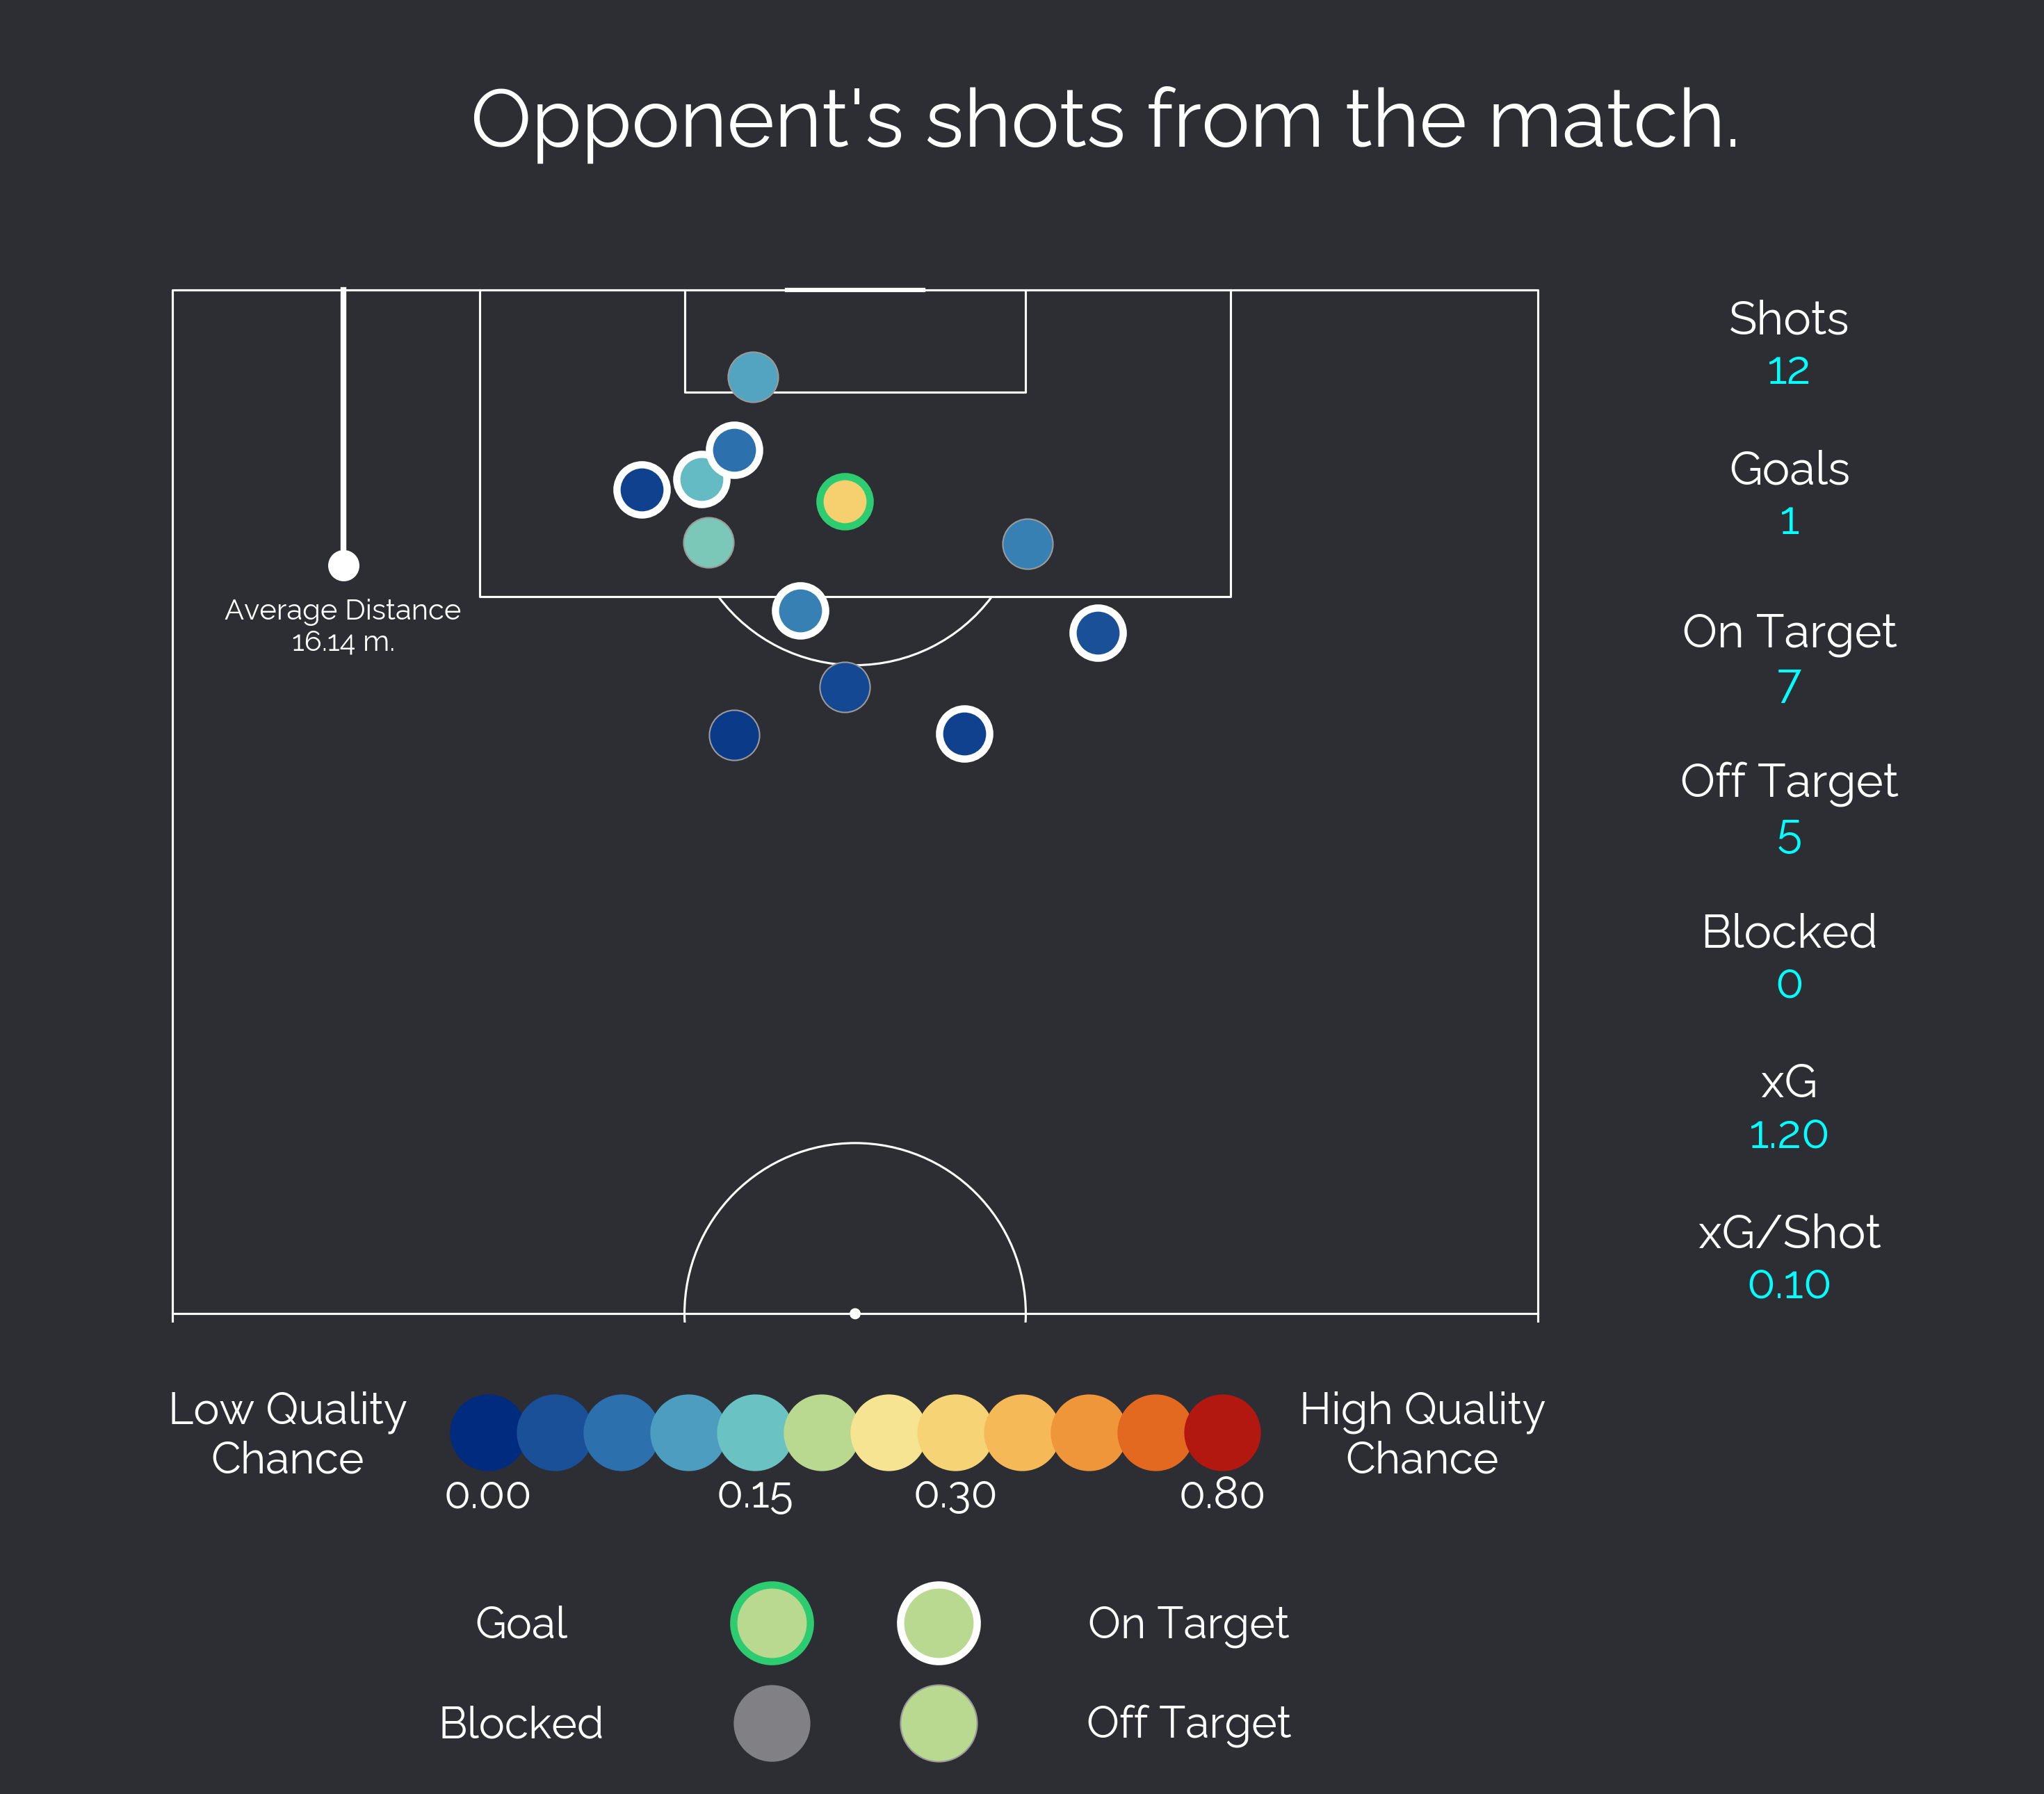 Opponent's shots from the match.
Average Distance
16.14 m.
Shots
12
Goals
1
On Target
7
Off Target
5
Blocked
0
xG
1.20
xG/Shot
0.10
Low Quality
Chance
0.00
0.15
0.30
0.80
High Quality
Chance
Goal
On Target
Blocked
Off Target